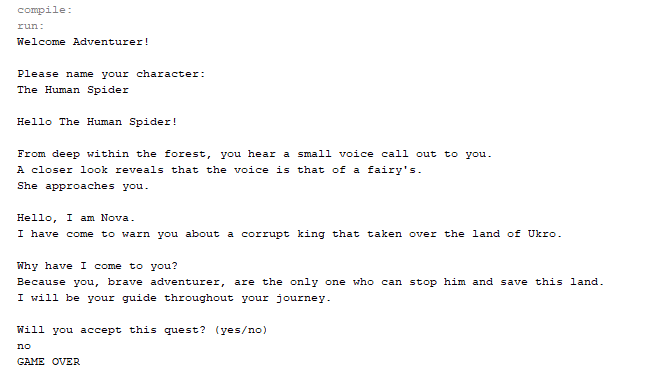 compile:
run:
Welcome Adventurer!
Please name your character:
The Human Spider
Hello The Human Spider!
From deep within the forest, you hear a small voice call out to you.
A closer look reveals that the voice is that of a fairy's.
She approaches you.
Hello, I am Nova.
I have come to warn you about a corrupt king that taken over the land of Ukro.
Why have I come to you?
Because you, brave adventurer, are the only one who can stop him and save this land.
I will be your guide throughout your journey.
Will you accept this quest? (yes/no)
no
GAME OVER